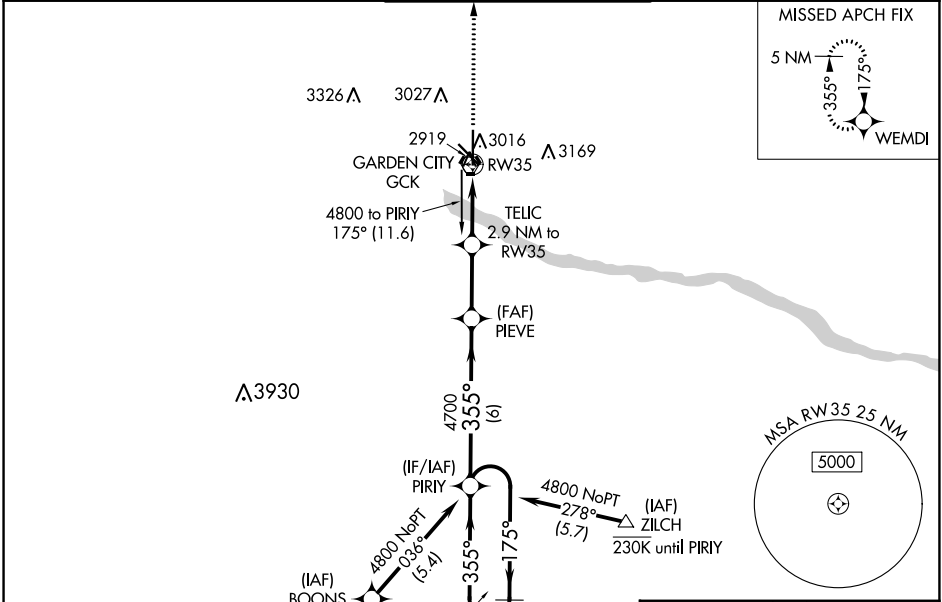 MISSED APCH FIX
5 NM
355°
175°
WEMDI
3326
3027
2919
3016
3169
GARDEN CITY
GCK
RW35
4800 to PIRIY
175° (11.6)
TELIC
2.9 NM to
RW35
(FAF)
PIEVE
3930
4700
355°
(6)
MSA RW35 25 NM
5000
(IF/IAF)
PIRIY
4800 NoPT
278°
(5.7)
(IAF)
ZILCH
230K until PIRIY
4800 NoPT
036°
(5.4)
355°
175°
(IAF)
BOONS